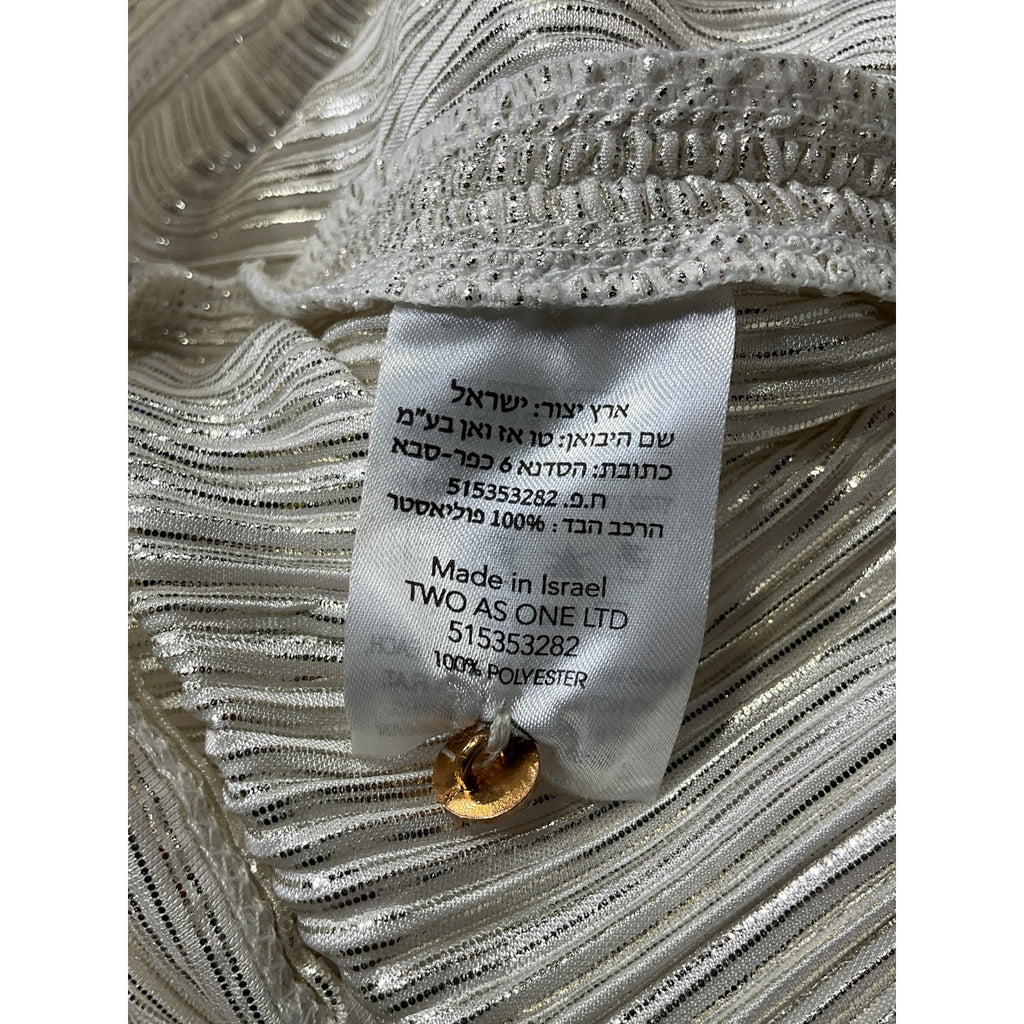 ארץ יצור: ישראל
שם היבואן: טו אז וואן בע"מ
כתובת: הסדנא 6 כפר-סבא
ח.פ. 515353282
הרכב הבד: 100% פוליאסטר
Made in Israel
TWO AS ONE LTD
515353282
100% POLYESTER